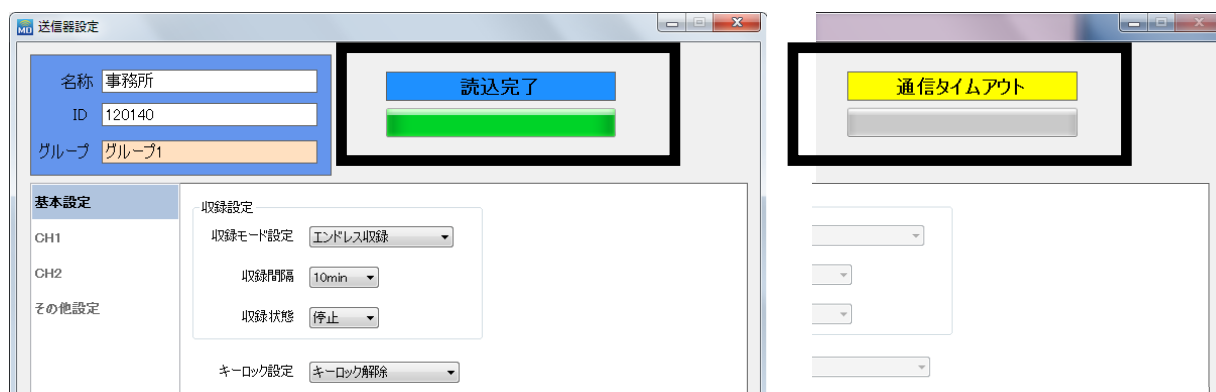 MD 送信器設定
名称 事務所
ID 120140
グループ グループ1
読込完了
基本設定
CH1
CH2
その他設定
収録設定
収録モード設定 エンドレス収録
収録間隔 10min
収録状態 停止
キーロック設定 キーロック解除
通信タイムアウト